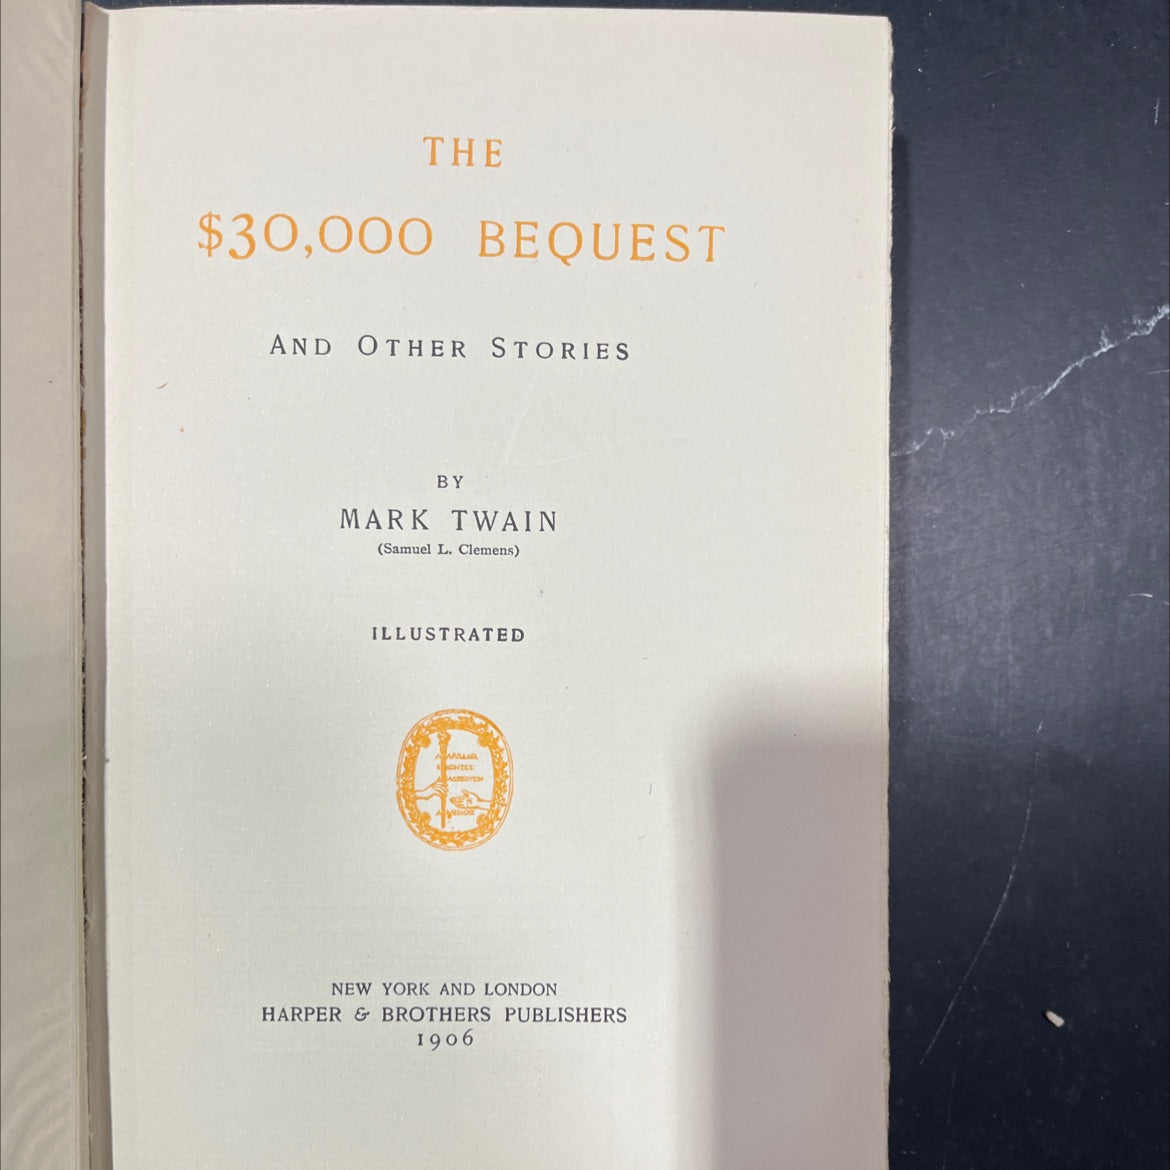 THE
$30,000 BEQUEST
AND OTHER STORIES
BY
MARK TWAIN
(Samuel L. Clemens)
ILLUSTRATED
NEW YORK AND LONDON
HARPER & BROTHERS PUBLISHERS
1906